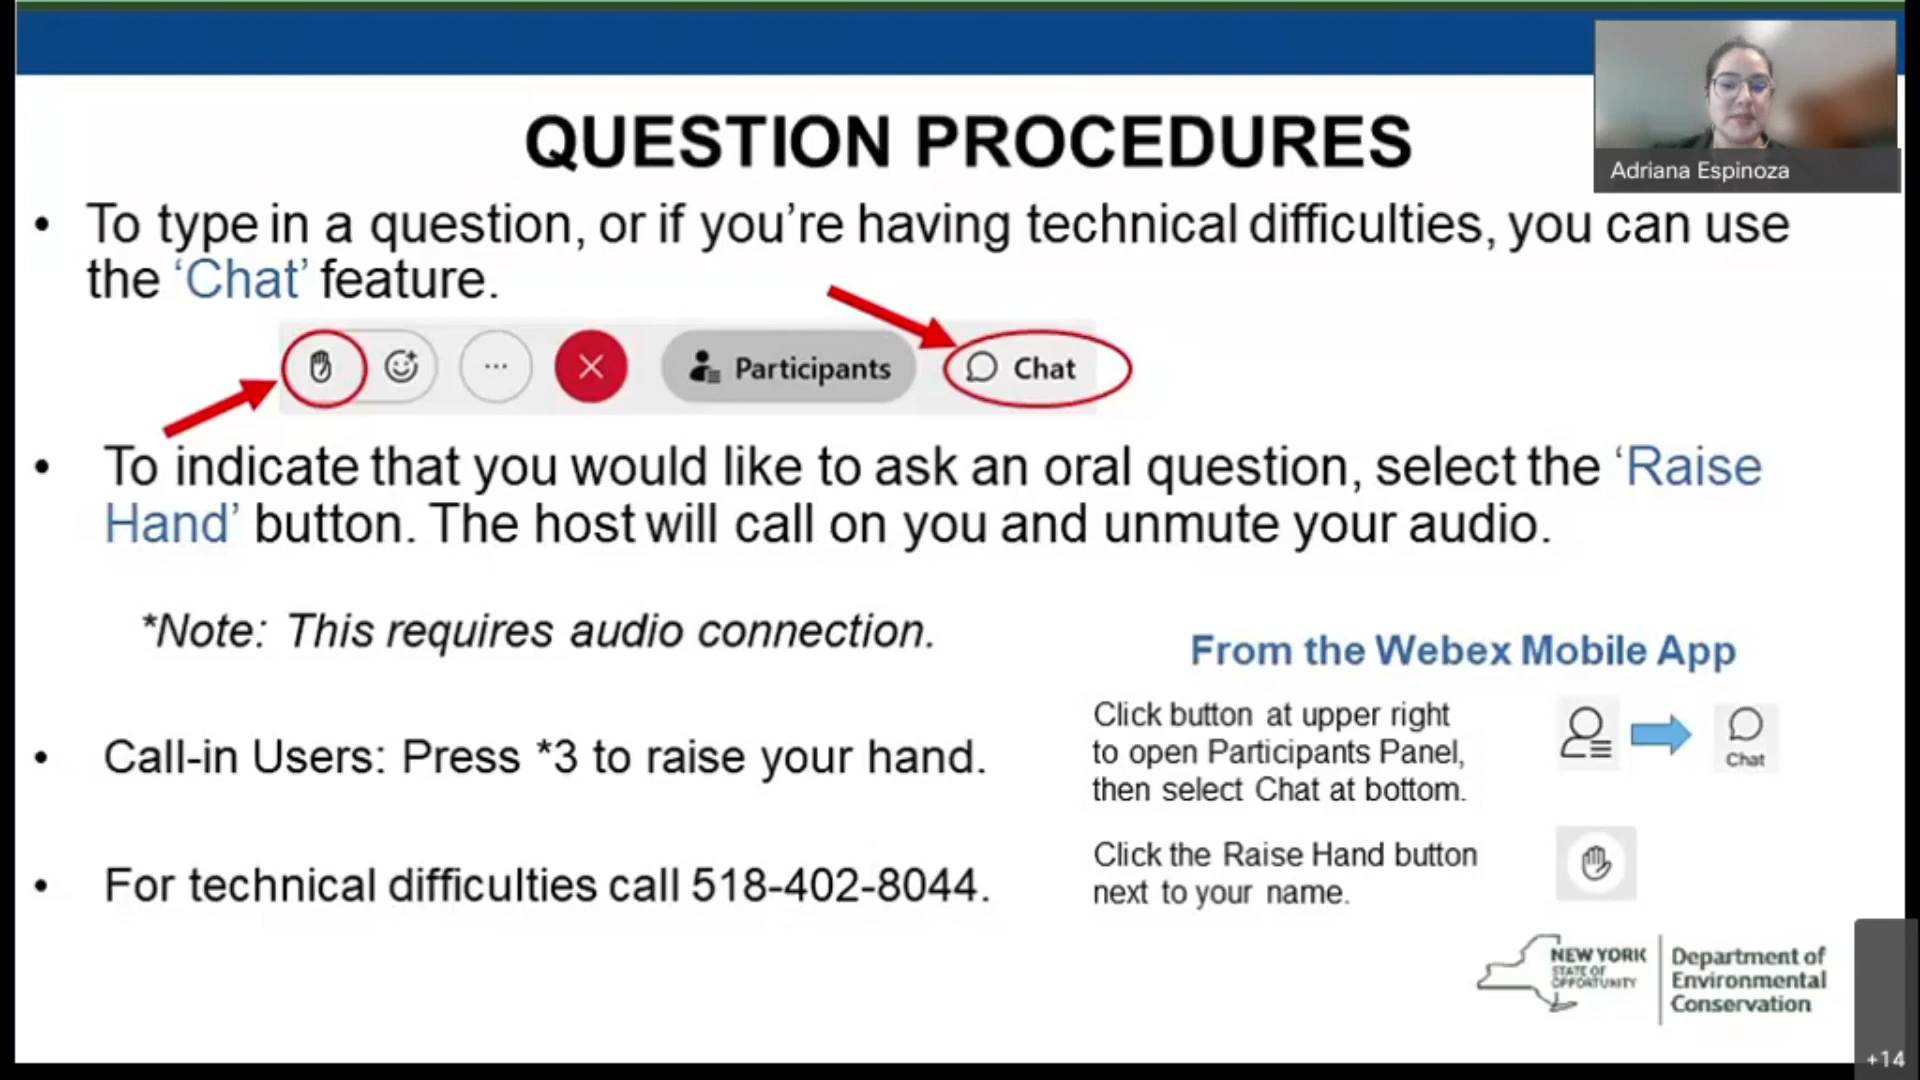 QUESTION PROCEDURES
Adriana Espinoza
• To type in a question, or if you're having technical difficulties, you can use
the 'Chat' feature.
Participants
Chat
• To indicate that you would like to ask an oral question, select the 'Raise
Hand' button. The host will call on you and unmute your audio.
*Note: This requires audio connection.
• Call-in Users: Press *3 to raise your hand.
• For technical difficulties call 518-402-8044.
From the Webex Mobile App
Click button at upper right
to open Participants Panel,
then select Chat at bottom.
Chat
Click the Raise Hand button
next to your name.
NEW YORK
STATE OF
OPPORTUNITY
Department of
Environmental
Conservation
+14